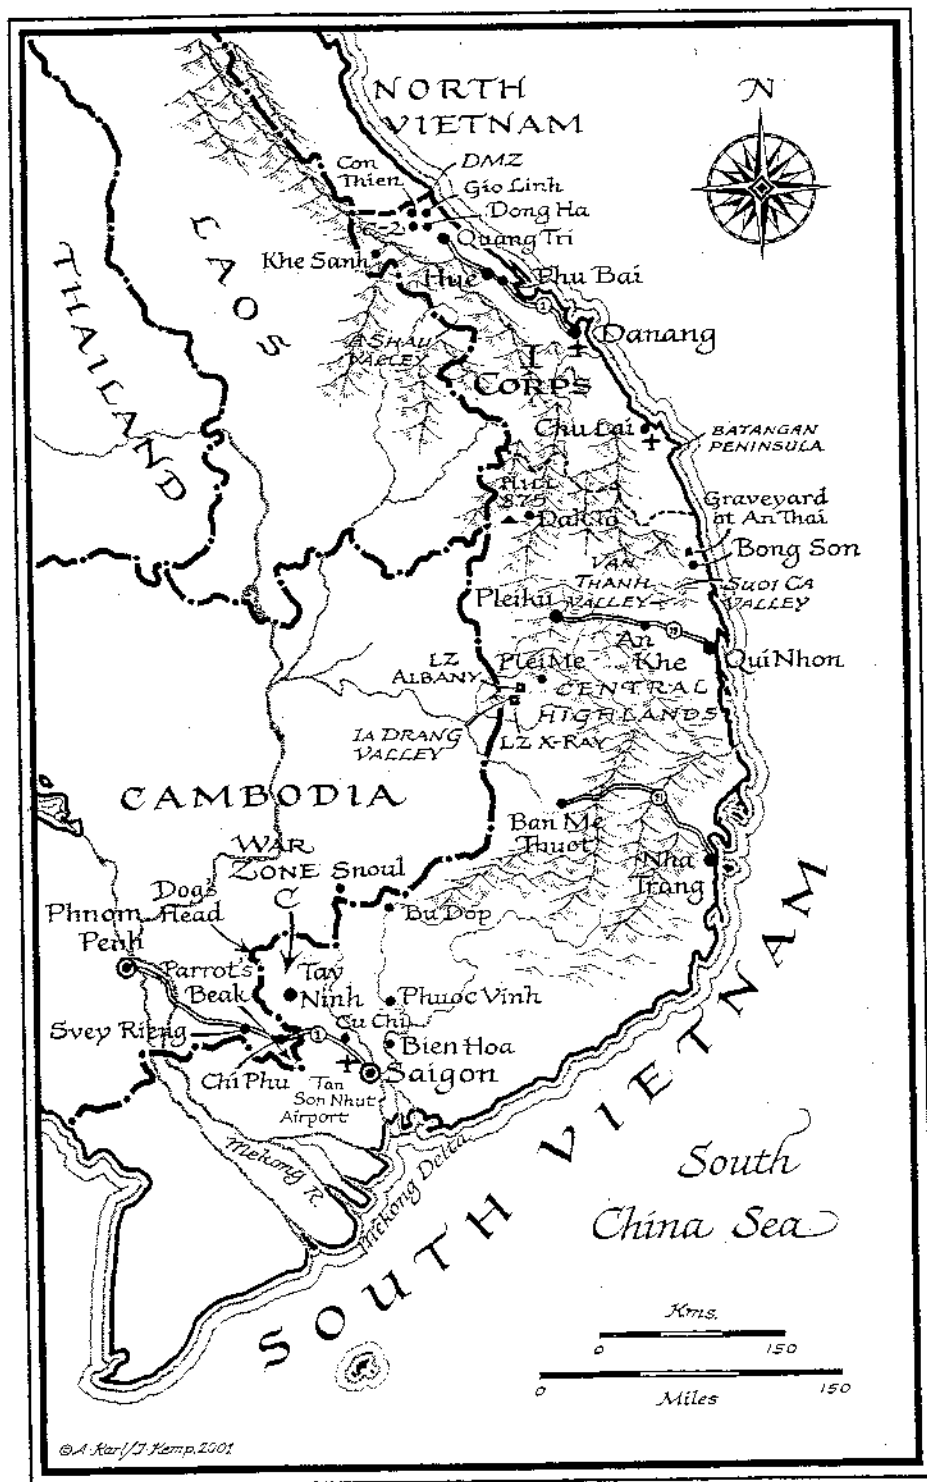 NORTH
VIETNAM
N
Con
Thien
DMZ
Gio Linh
C-2
Dong Ha
Quang Tri
Khe Sanh
Hue
Phu Bai
1
LAOS
THAILAND
Danang
A SHAU
VALLEY
I
CORPS
Chu Lai
BATANGAN
PENINSULA
HILL
875
Dak To
Graveyard
at An Thai
Bong Son
VAN
THANH
VALLEY
SUOI CA
VALLEY
Pleiku
19
An
Khe
Qui Nhon
LZ
ALBANY
Plei Me
CENTRAL
HIGHLANDS
IA DRANG
VALLEY
LZ X-RAY
CAMBODIA
21
Ban Me
Thuot
WAR
ZONE
C
Snoul
Nha
Trang
Dog's
Head
Bu Dop
Phnom
Penh
Parrot's
Beak
Tay
Ninh
Phuoc Vinh
Svey Rieng
1
Cu Chi
Bien Hoa
Chi Phu
Saigon
Tan
Son Nhut
Airport
Mekong R.
Mekong Delta
SOUTH VIETNAM
South
China Sea
Kms.
0 150
0 150
Miles
© A. Karl/J. Kemp, 2001